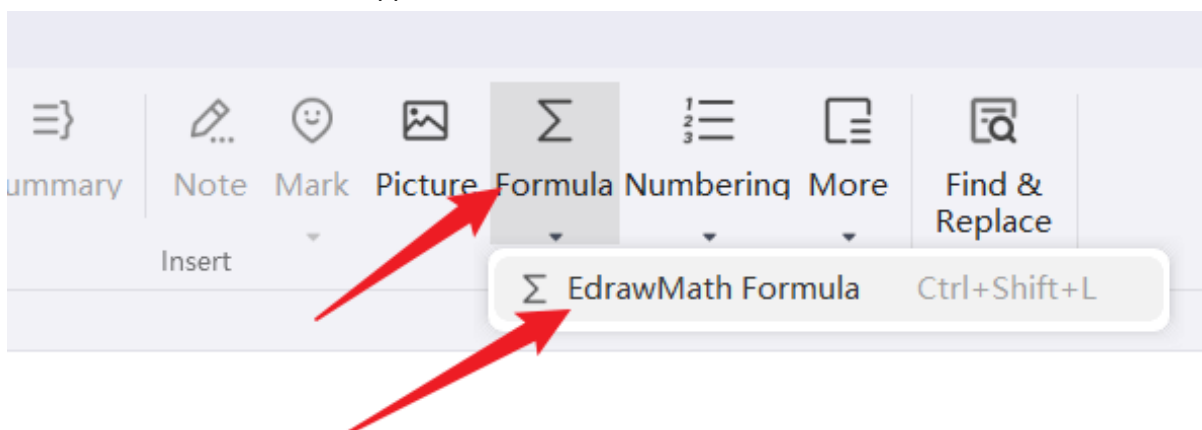 ummary Note Mark Picture Formula Numbering More Find &
Replace
Insert
EdrawMath Formula Ctrl+Shift+L